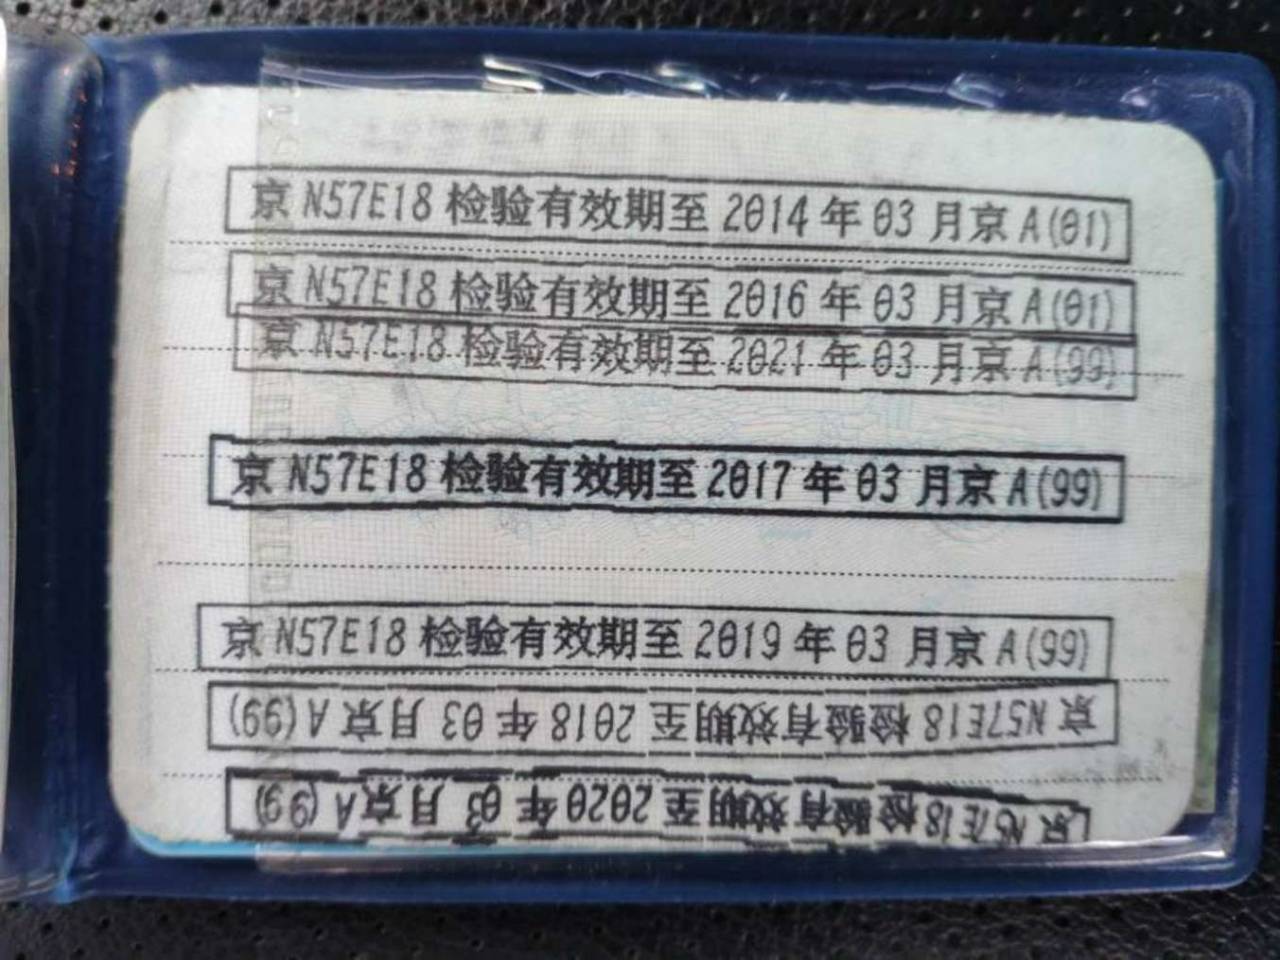 京 N57E18 检验有效期至 2014 年 03 月京 A(01)
京 N57E18 检验有效期至 2016 年 03 月京 A(01)
京 N57E18 检验有效期至 2021 年 03 月京 A(99)
京 N57E18 检验有效期至 2017 年 03 月京 A(99)
京 N57E18 检验有效期至 2019 年 03 月京 A(99)
京 N57E18 检验有效期至 2018 年 03 月京 A(99)
京 N57E18 检验有效期至 2020 年 03 月京 A(99)